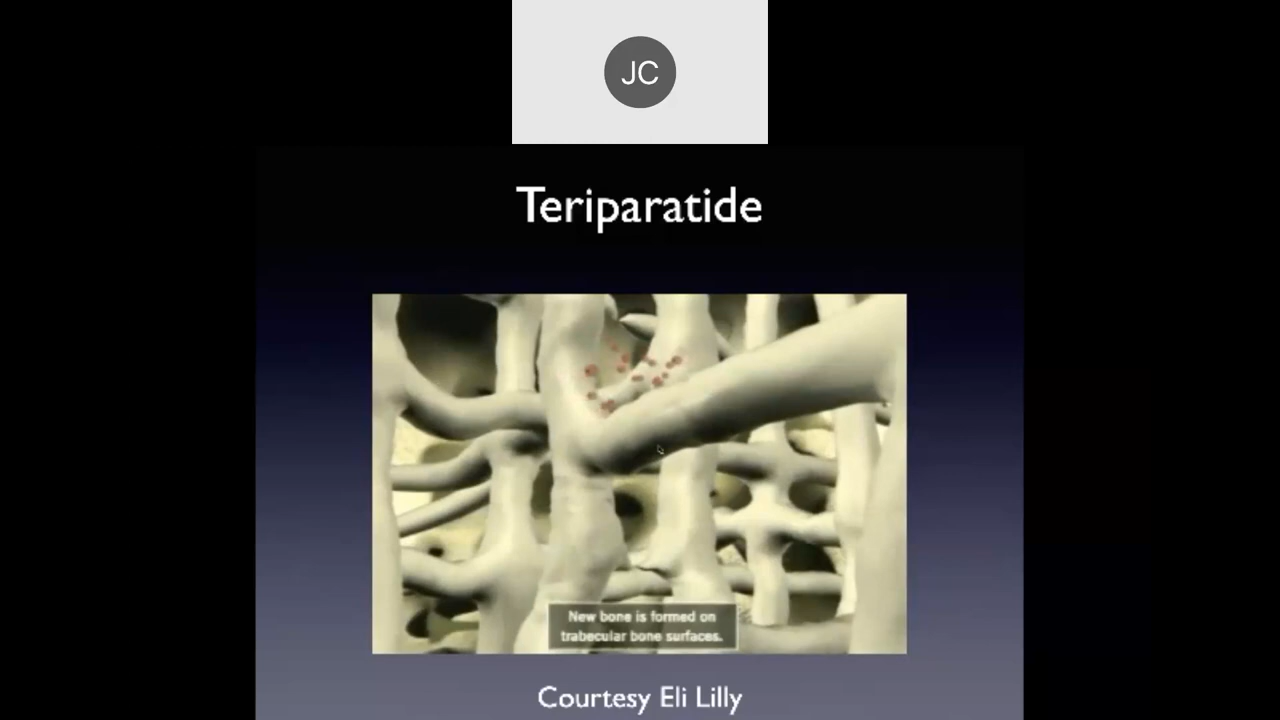 JC
Teriparatide
New bone is formed on
trabecular bone surfaces.
Courtesy Eli Lilly